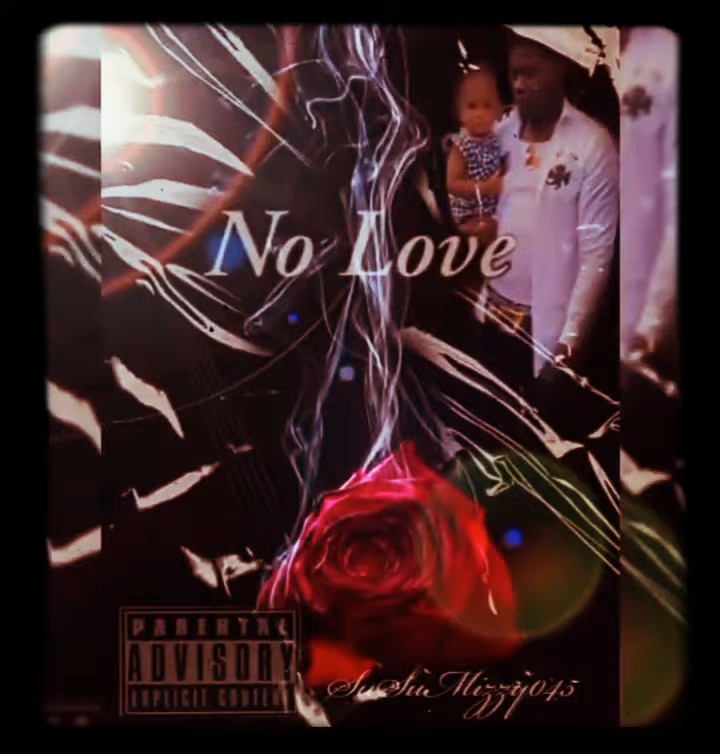 No Love
PARENTAL
ADVISORY
EXPLICIT CONTENT
SuSuMizzy045